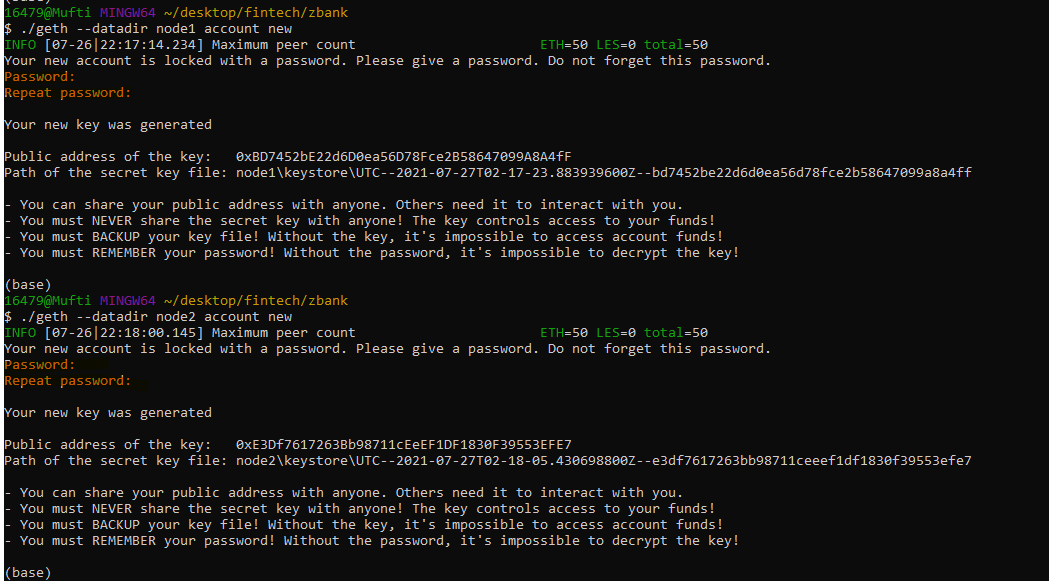 16479@Mufti MINGW64 ~/desktop/fintech/zbank
$ ./geth --datadir node1 account new
INFO [07-26|22:17:14.234] Maximum peer count ETH=50 LES=0 total=50
Your new account is locked with a password. Please give a password. Do not forget this password.
Password:
Repeat password:
Your new key was generated
Public address of the key: 0xBD7452bE22d6D0ea56D78Fce2B58647099A8A4fF
Path of the secret key file: node1\keystore\UTC--2021-07-27T02-17-23.883939600Z--bd7452be22d6d0ea56d78fce2b58647099a8a4ff
- You can share your public address with anyone. Others need it to interact with you.
- You must NEVER share the secret key with anyone! The key controls access to your funds!
- You must BACKUP your key file! Without the key, it's impossible to access account funds!
- You must REMEMBER your password! Without the password, it's impossible to decrypt the key!
(base)
16479@Mufti MINGW64 ~/desktop/fintech/zbank
$ ./geth --datadir node2 account new
INFO [07-26|22:18:00.145] Maximum peer count ETH=50 LES=0 total=50
Your new account is locked with a password. Please give a password. Do not forget this password.
Password:
Repeat password:
Your new key was generated
Public address of the key: 0xE3Df7617263Bb98711cEeEF1DF1830F39553EFE7
Path of the secret key file: node2\keystore\UTC--2021-07-27T02-18-05.430698800Z--e3df7617263bb98711ceeef1df1830f39553efe7
- You can share your public address with anyone. Others need it to interact with you.
- You must NEVER share the secret key with anyone! The key controls access to your funds!
- You must BACKUP your key file! Without the key, it's impossible to access account funds!
- You must REMEMBER your password! Without the password, it's impossible to decrypt the key!
(base)